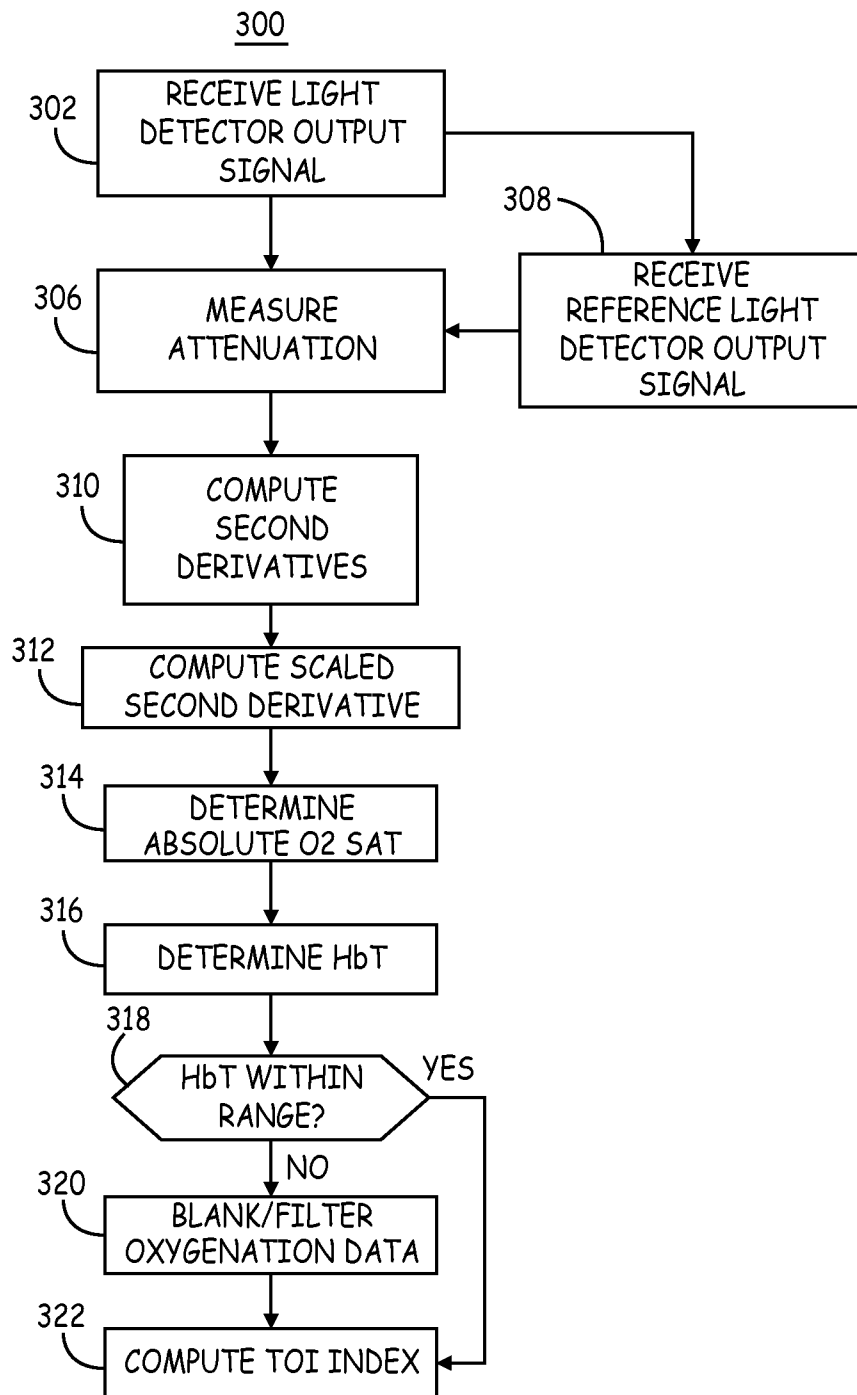 300
302
RECEIVE LIGHT
DETECTOR OUTPUT
SIGNAL
308
RECEIVE
REFERENCE LIGHT
DETECTOR OUTPUT
SIGNAL
306
MEASURE
ATTENUATION
310
COMPUTE
SECOND
DERIVATIVES
312
COMPUTE SCALED
SECOND DERIVATIVE
314
DETERMINE
ABSOLUTE O2 SAT
316
DETERMINE HbT
318
HbT WITHIN
RANGE?
YES
NO
320
BLANK/FILTER
OXYGENATION DATA
322
COMPUTE TOI INDEX